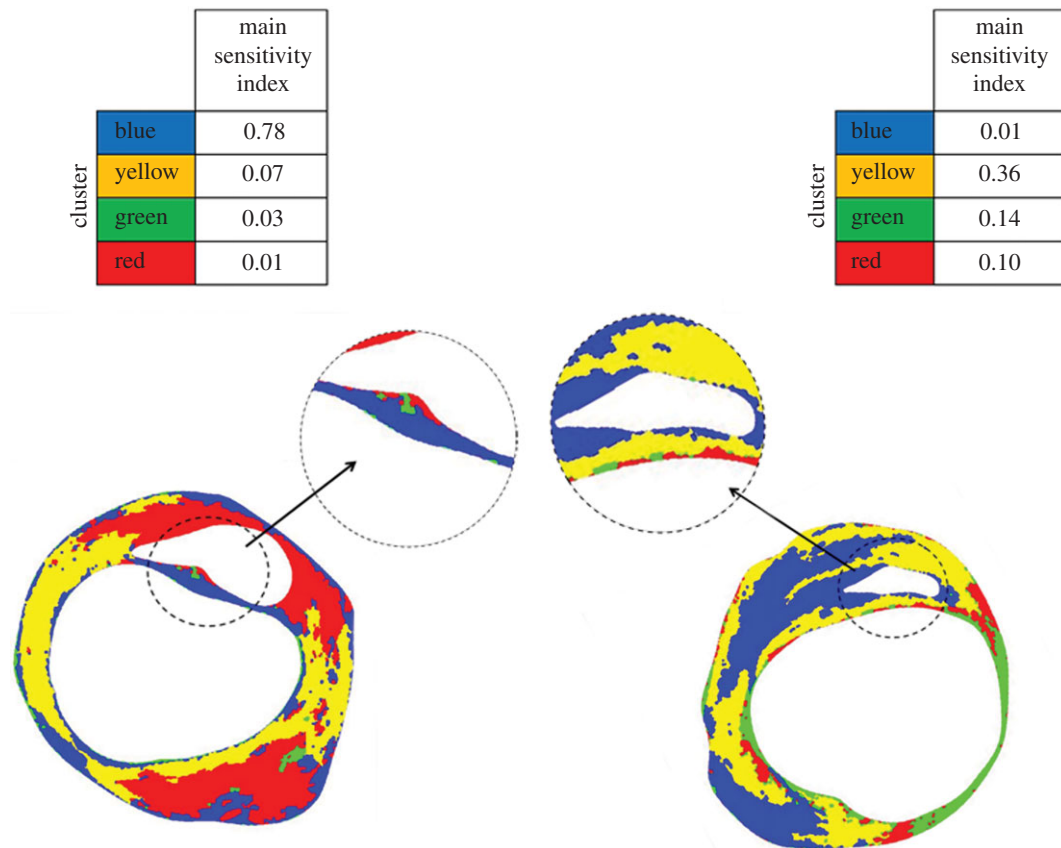 main
sensitivity
index
cluster
blue 0.78
yellow 0.07
green 0.03
red 0.01
main
sensitivity
index
cluster
blue 0.01
yellow 0.36
green 0.14
red 0.10